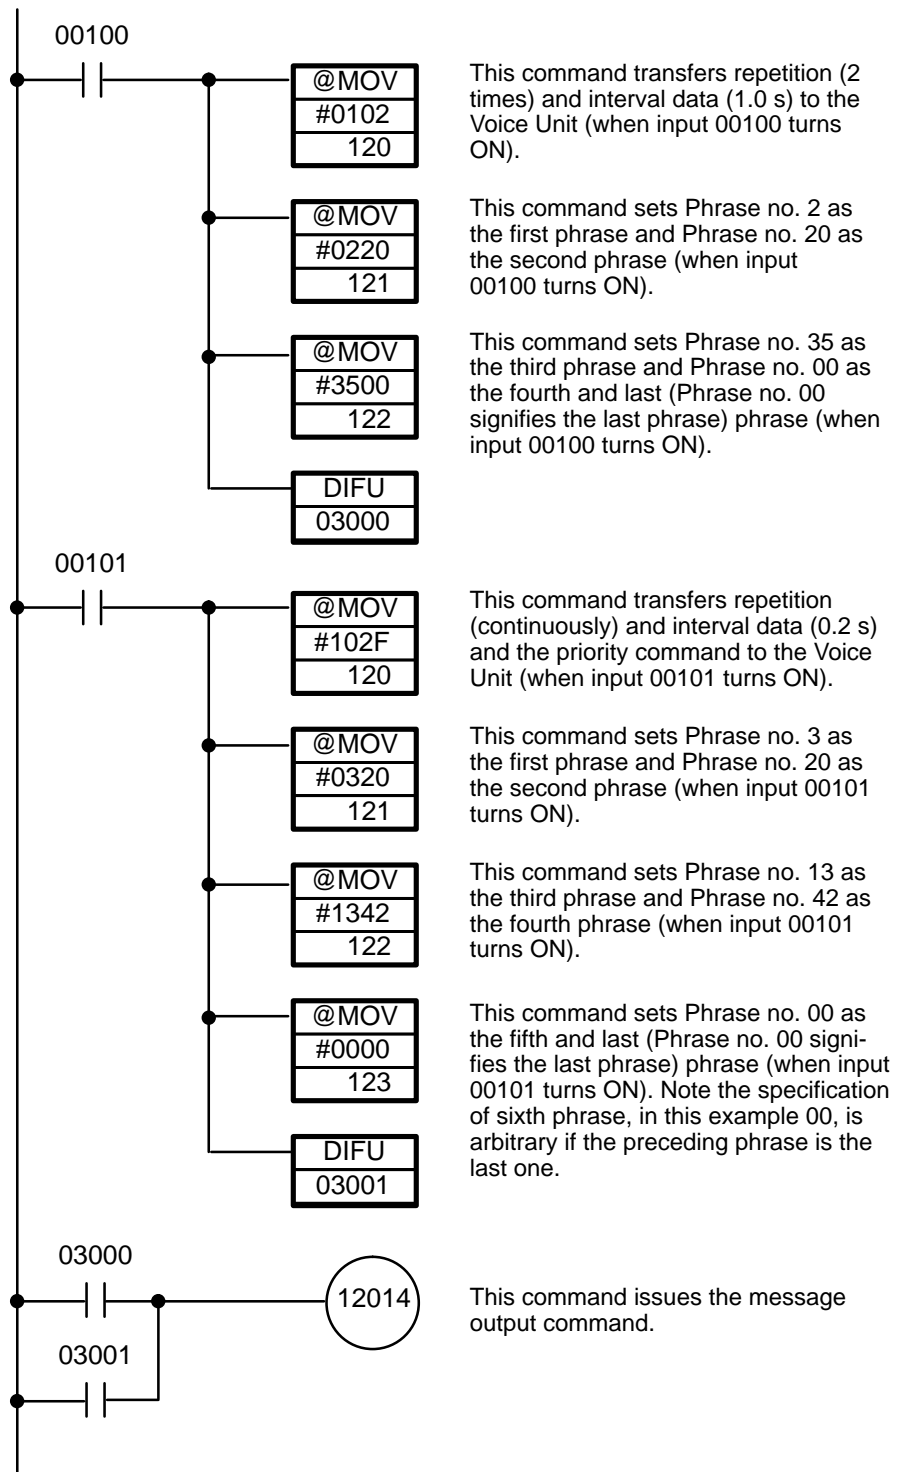 00100
@MOV
#0102
120
This command transfers repetition (2
times) and interval data (1.0 s) to the
Voice Unit (when input 00100 turns
ON).
@MOV
#0220
121
This command sets Phrase no. 2 as
the first phrase and Phrase no. 20 as
the second phrase (when input
00100 turns ON).
@MOV
#3500
122
This command sets Phrase no. 35 as
the third phrase and Phrase no. 00 as
the fourth and last (Phrase no. 00
signifies the last phrase) phrase (when
input 00100 turns ON).
DIFU
03000
00101
@MOV
#102F
120
This command transfers repetition
(continuously) and interval data (0.2 s)
and the priority command to the Voice
Unit (when input 00101 turns ON).
@MOV
#0320
121
This command sets Phrase no. 3 as
the first phrase and Phrase no. 20 as
the second phrase (when input 00101
turns ON).
@MOV
#1342
122
This command sets Phrase no. 13 as
the third phrase and Phrase no. 42 as
the fourth phrase (when input 00101
turns ON).
@MOV
#0000
123
This command sets Phrase no. 00 as
the fifth and last (Phrase no. 00 signi-
fies the last phrase) phrase (when input
00101 turns ON). Note the specification
of sixth phrase, in this example 00, is
arbitrary if the preceding phrase is the
last one.
DIFU
03001
03000
12014
This command issues the message
output command.
03001